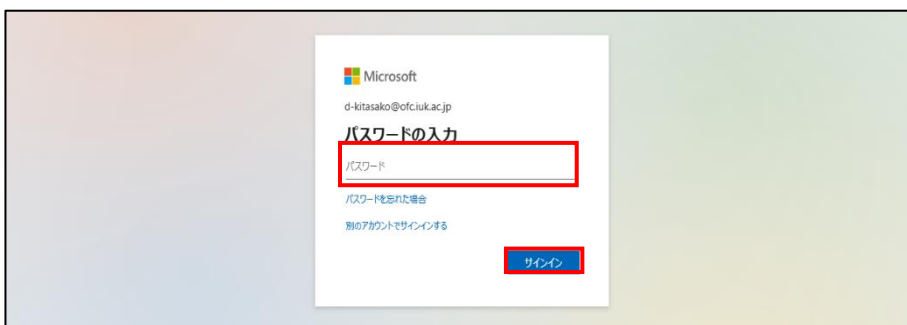 Microsoft
d-kitasako@ofc.iuk.ac.jp
パスワードの入力
パスワード
パスワードを忘れた場合
別のアカウントでサインインする
サインイン